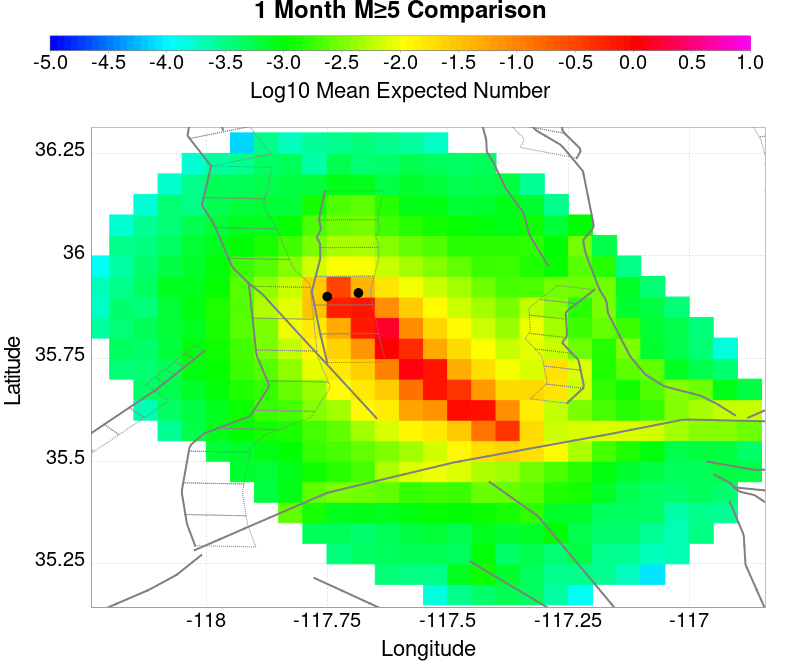 1 Month M≥5 Comparison
-5.0 -4.5 -4.0 -3.5 -3.0 -2.5 -2.0 -1.5 -1.0 -0.5 0.0 0.5 1.0
Log10 Mean Expected Number
36.25
36
35.75
35.5
35.25
Latitude
-118 -117.75 -117.5 -117.25 -117
Longitude